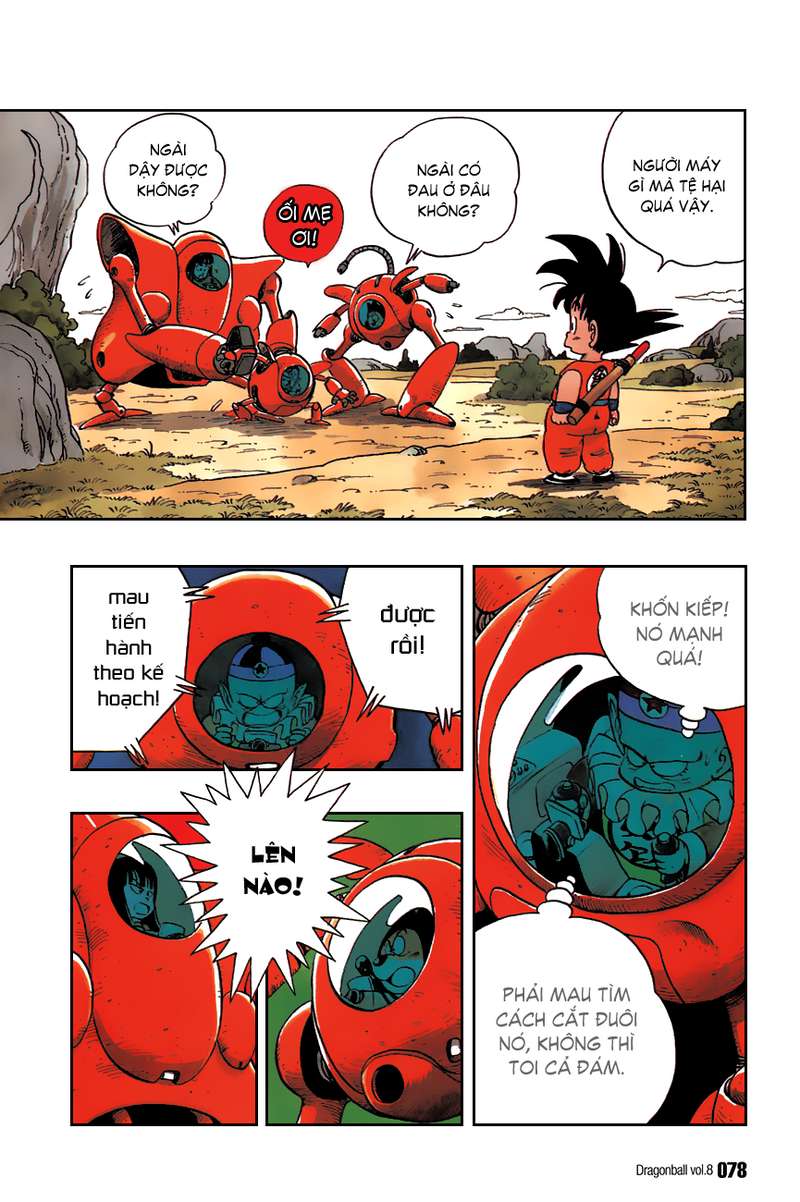 NGƯỜI MÁY
GÌ MÀ TỆ HẠI
QUÁ VẬY.
NGÀI CÓ
ĐAU Ở ĐÂU
KHÔNG?
ỐI MẸ
ƠI!
NGÀI
DẬY ĐƯỢC
KHÔNG?
KHỐN KIẾP!
NÓ MẠNH
QUÁ!
PHẢI MAU TÌM
CÁCH CẮT ĐUÔI
NÓ, KHÔNG THÌ
TOI CẢ ĐÁM.
được
rồi!
mau
tiến
hành
theo kế
hoạch!
LÊN
NÀO!
Dragonball vol.8 078